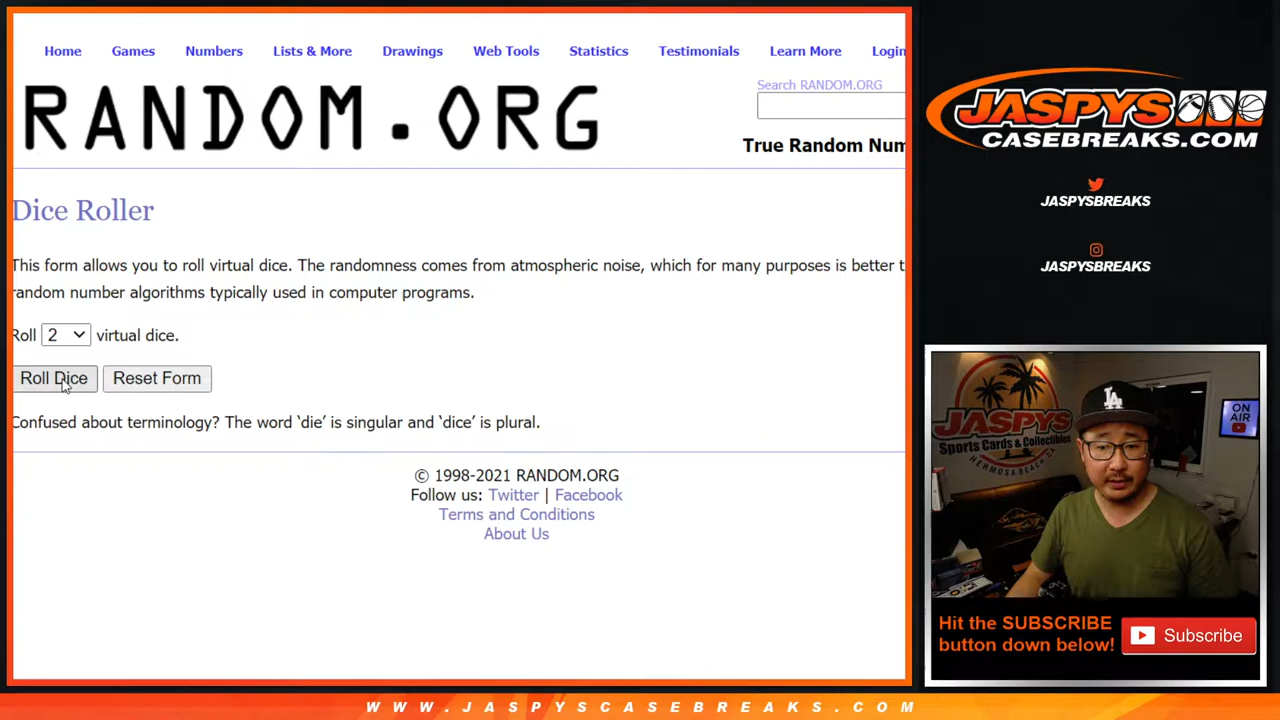 Home Games Numbers Lists & More Drawings Web Tools Statistics Testimonials Learn More Login
RANDOM.ORG
Search RANDOM.ORG
True Random Num
Dice Roller
This form allows you to roll virtual dice. The randomness comes from atmospheric noise, which for many purposes is better t
random number algorithms typically used in computer programs.
Roll 2 virtual dice.
Roll Dice Reset Form
Confused about terminology? The word ‘die’ is singular and ‘dice’ is plural.
© 1998-2021 RANDOM.ORG
Follow us: Twitter | Facebook
Terms and Conditions
About Us
JASPYS
CASEBREAKS.COM
JASPYSBREAKS
JASPYSBREAKS
JASPYS
Sports Cards & Collectibles
HERMOSA BEACH, CA
LA
ON
AIR
Hit the SUBSCRIBE
button down below!
Subscribe
WWW.JASPYSCASEBREAKS.COM